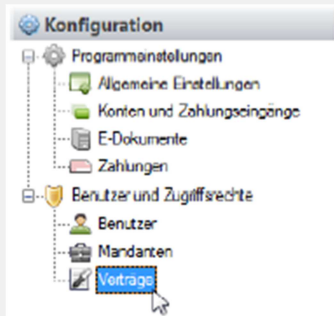 Konfiguration
Programmeinstellungen
Allgemeine Einstellungen
Konten und Zahlungseingänge
E-Dokumente
Zahlungen
Benutzer und Zugriffsrechte
Benutzer
Mandanten
Verträge